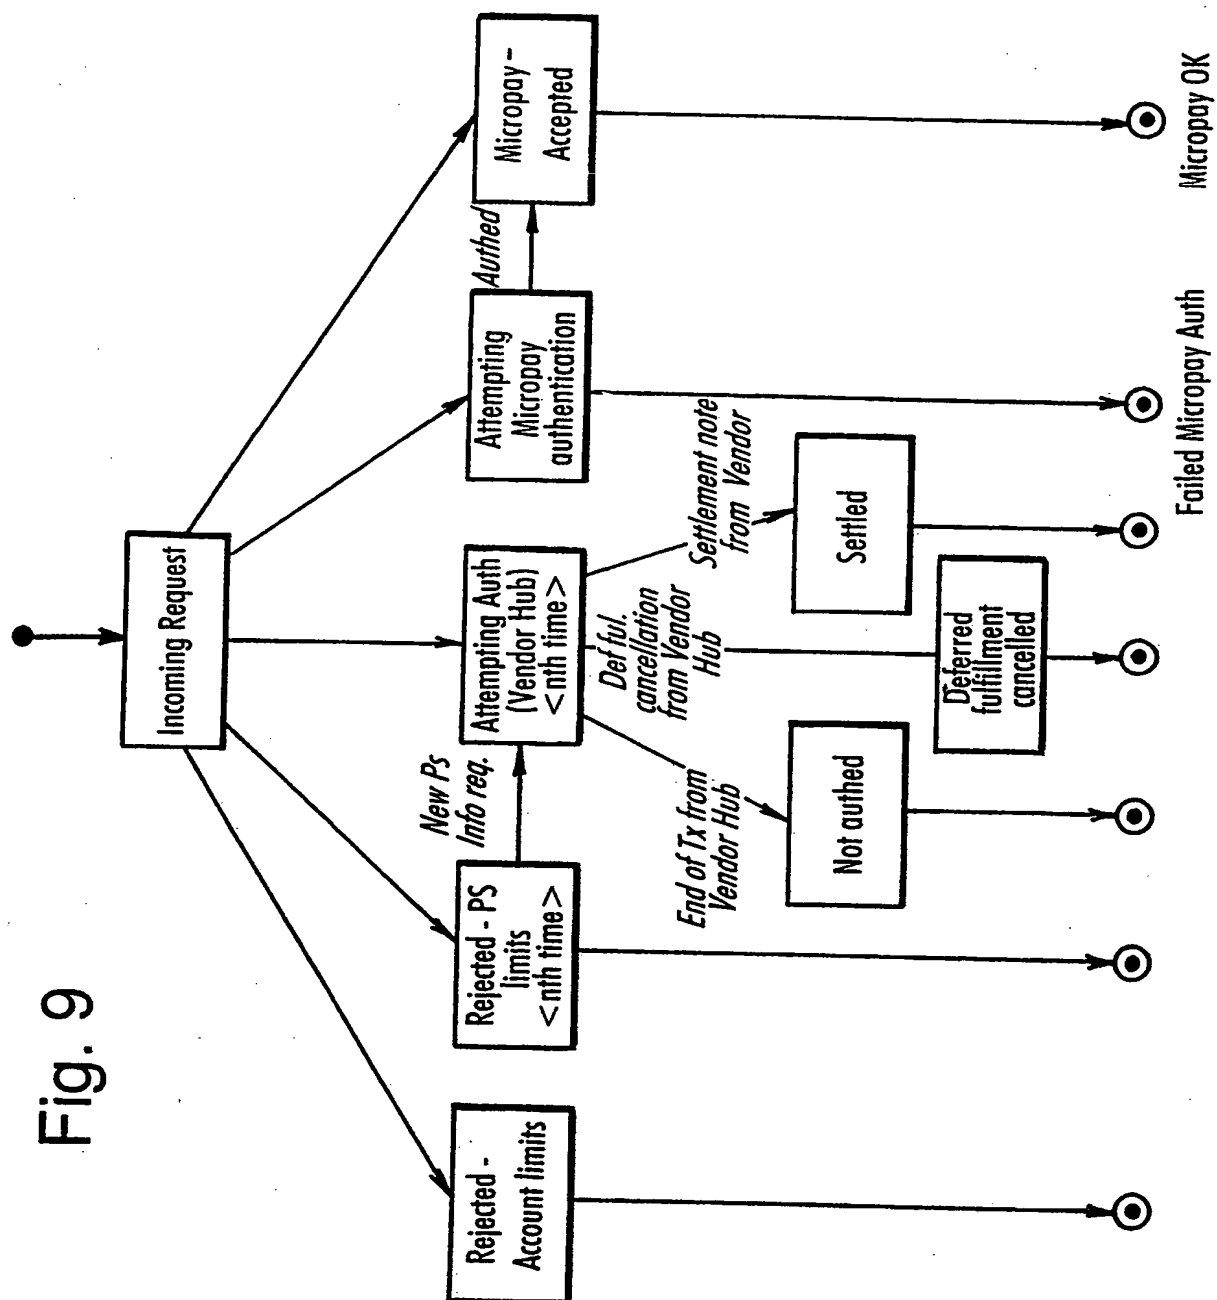 Fig. 9
Incoming Request
Rejected -
Account limits
Rejected - PS
limits
<nth time>
New Ps
Info req.
Attempting Auth
(Vendor Hub)
<nth time>
Attempting
Micropay
authentication
Authed
Micropay -
Accepted
End of Tx from
Vendor Hub
Def ful.
cancellation
from Vendor
Hub
Settlement note
from Vendor
Not authed
Deferred
fulfillment
cancelled
Settled
Failed Micropay Auth
Micropay OK